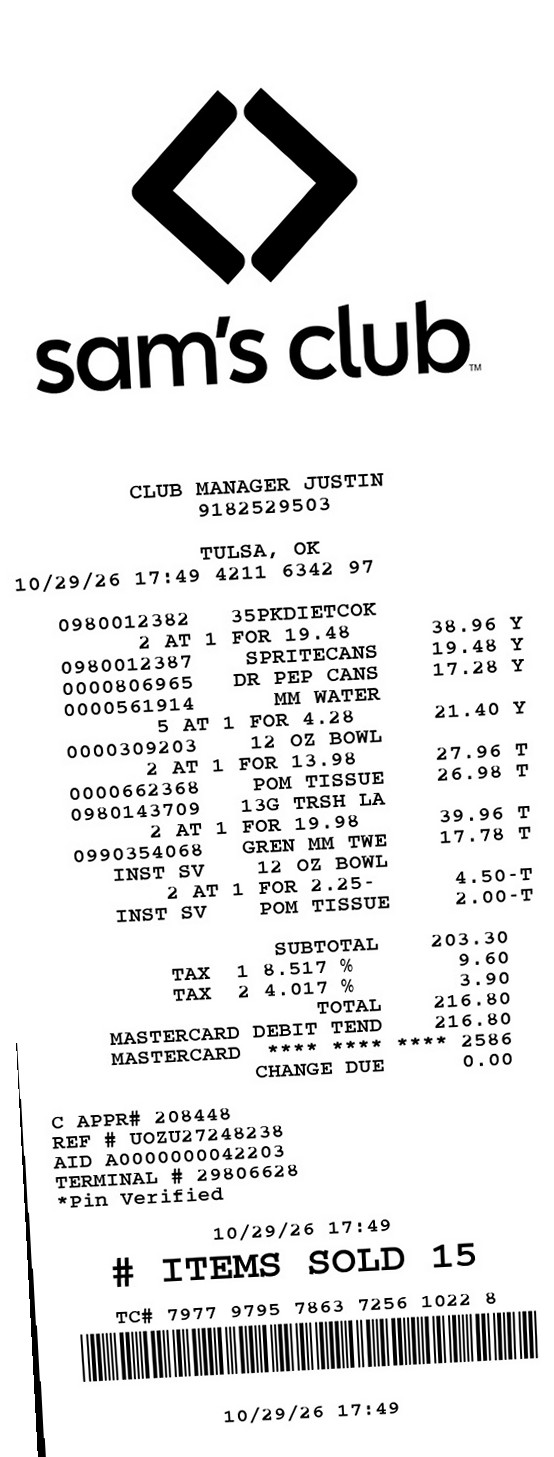 sam's club™
CLUB MANAGER JUSTIN
9182529503
TULSA, OK
10/29/26 17:49 4211 6342 97
0980012382 35PKDIETCOK
2 AT 1 FOR 19.48 38.96 Y
0980012387 SPRITECANS 19.48 Y
0000806965 DR PEP CANS 17.28 Y
0000561914 MM WATER
5 AT 1 FOR 4.28 21.40 Y
0000309203 12 OZ BOWL
2 AT 1 FOR 13.98 27.96 T
0000662368 POM TISSUE 26.98 T
0980143709 13G TRSH LA
2 AT 1 FOR 19.98 39.96 T
0990354068 GREN MM TWE 17.78 T
INST SV 12 OZ BOWL
2 AT 1 FOR 2.25- 4.50-T
INST SV POM TISSUE 2.00-T
SUBTOTAL 203.30
TAX 1 8.517 % 9.60
TAX 2 4.017 % 3.90
TOTAL 216.80
MASTERCARD DEBIT TEND 216.80
MASTERCARD **** **** **** 2586
CHANGE DUE 0.00
C APPR# 208448
REF # UOZU27248238
AID A0000000042203
TERMINAL # 29806628
*Pin Verified
10/29/26 17:49
# ITEMS SOLD 15
TC# 7977 9795 7863 7256 1022 8
10/29/26 17:49